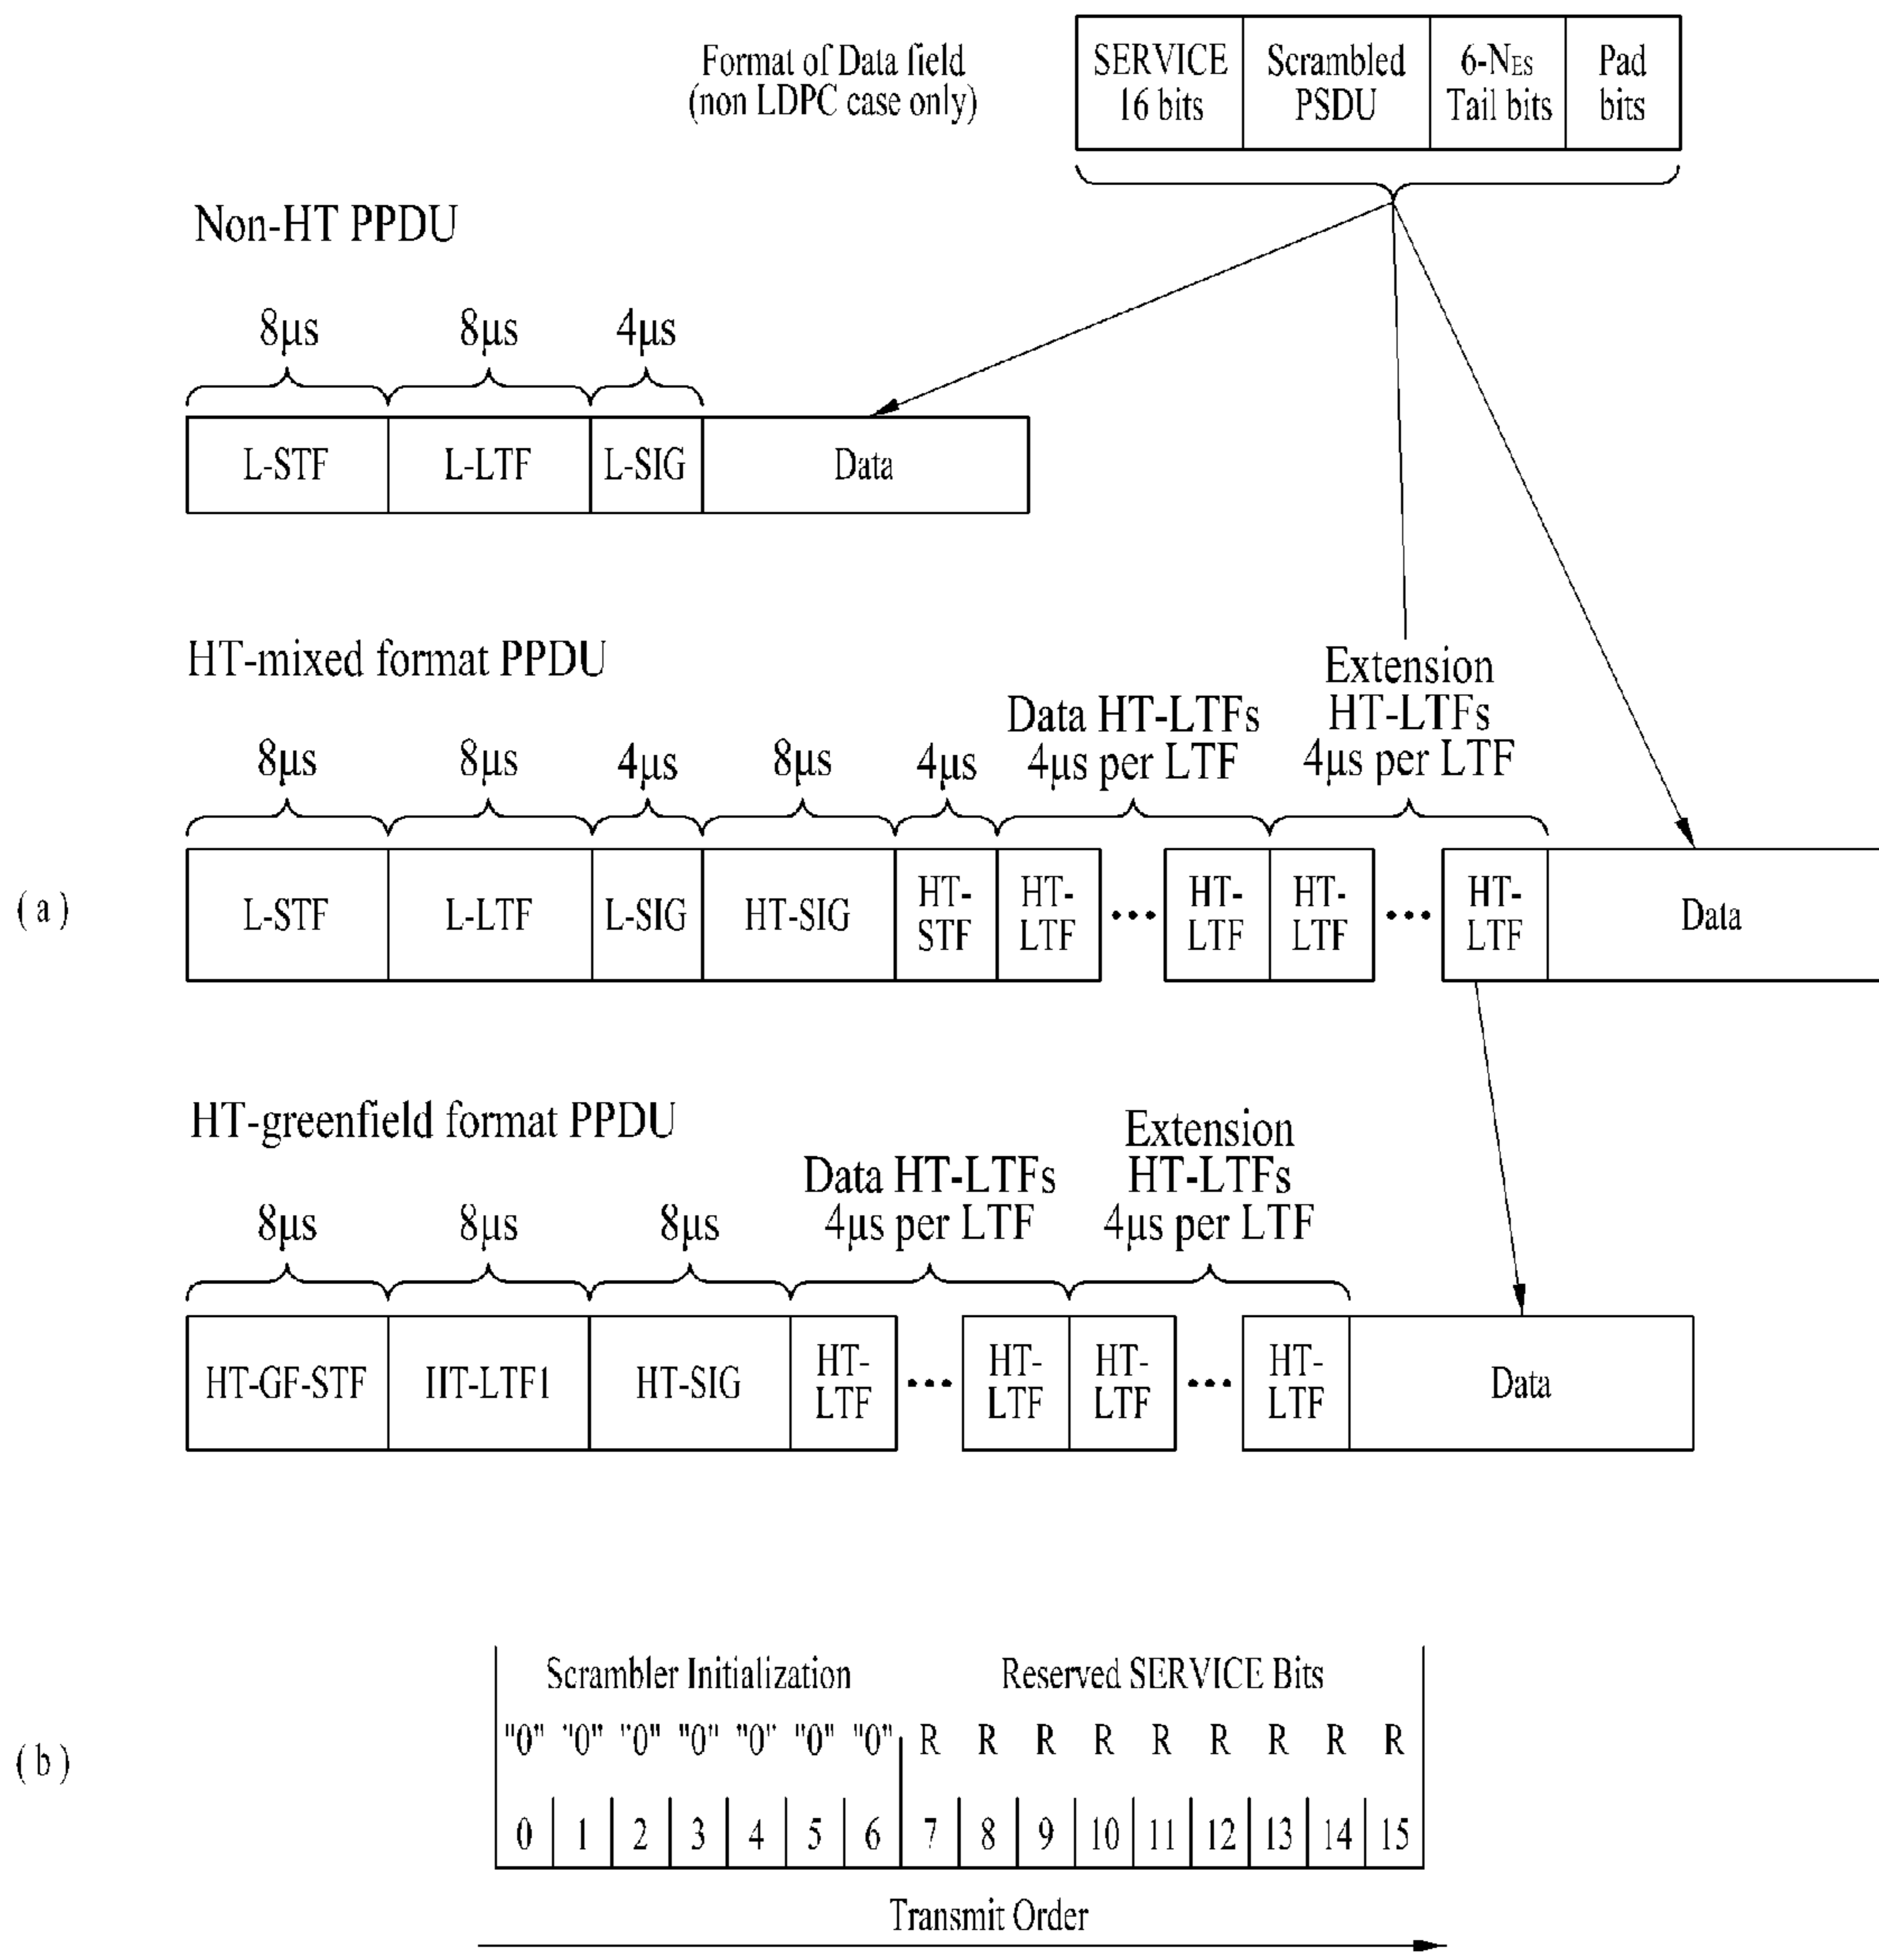 Format of Data field
(non LDPC case only)
SERVICE
16 bits
Scrambled
PSDU
6-NES
Tail bits
Pad
bits
Non-HT PPDU
8μs
8μs
4μs
L-STF
L-LTF
L-SIG
Data
HT-mixed format PPDU
Data HT-LTFs
4μs per LTF
Extension
HT-LTFs
4μs per LTF
8μs
8μs
4μs
8μs
4μs
(a)
L-STF
L-LTF
L-SIG
HT-SIG
HT-
STF
HT-
LTF
•••
HT-
LTF
HT-
LTF
•••
HT-
LTF
Data
HT-greenfield format PPDU
Data HT-LTFs
4μs per LTF
Extension
HT-LTFs
4μs per LTF
8μs
8μs
8μs
HT-GF-STF
IIT-LTF1
HT-SIG
HT-
LTF
•••
HT-
LTF
HT-
LTF
•••
HT-
LTF
Data
(b)
Scrambler Initialization
Reserved SERVICE Bits
"0" "0" "0" "0" "0" "0" "0" R R R R R R R R R
0 1 2 3 4 5 6 7 8 9 10 11 12 13 14 15
Transmit Order